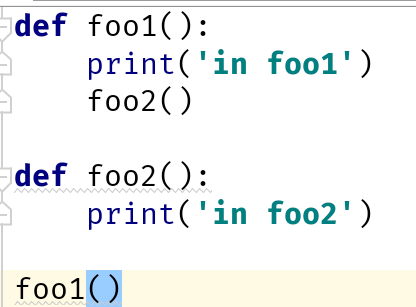 def foo1():
    print('in foo1')
    foo2()

def foo2():
    print('in foo2')

foo1()